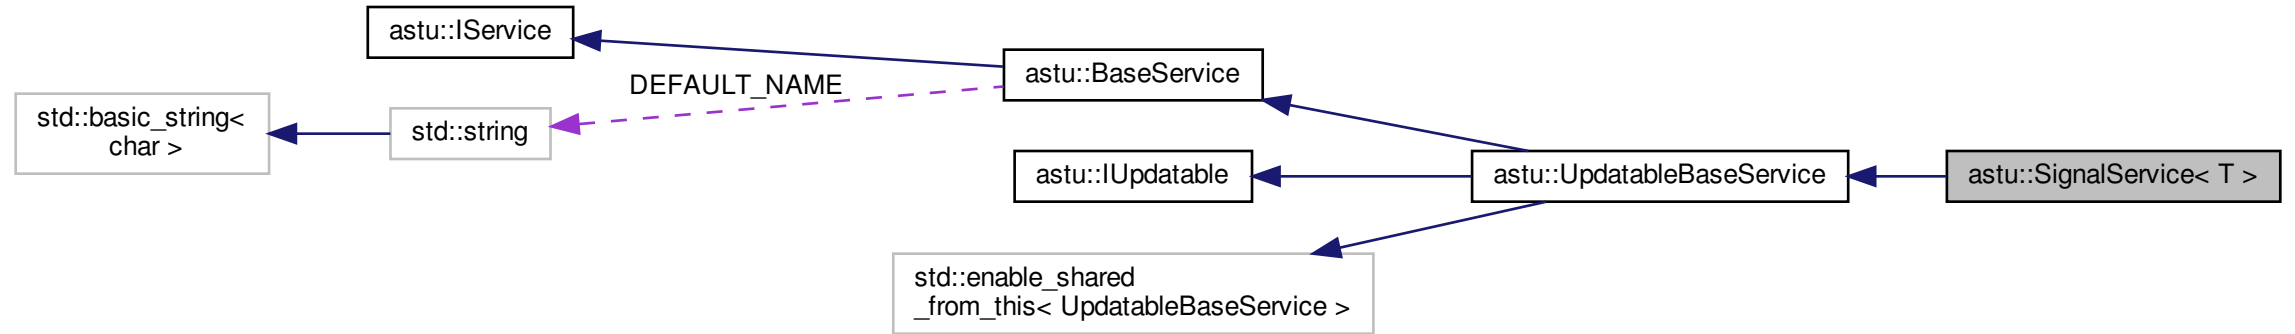 astu::IService
astu::BaseService
DEFAULT_NAME
std::basic_string<
char >
std::string
astu::IUpdatable
astu::UpdatableBaseService
astu::SignalService< T >
std::enable_shared
_from_this< UpdatableBaseService >